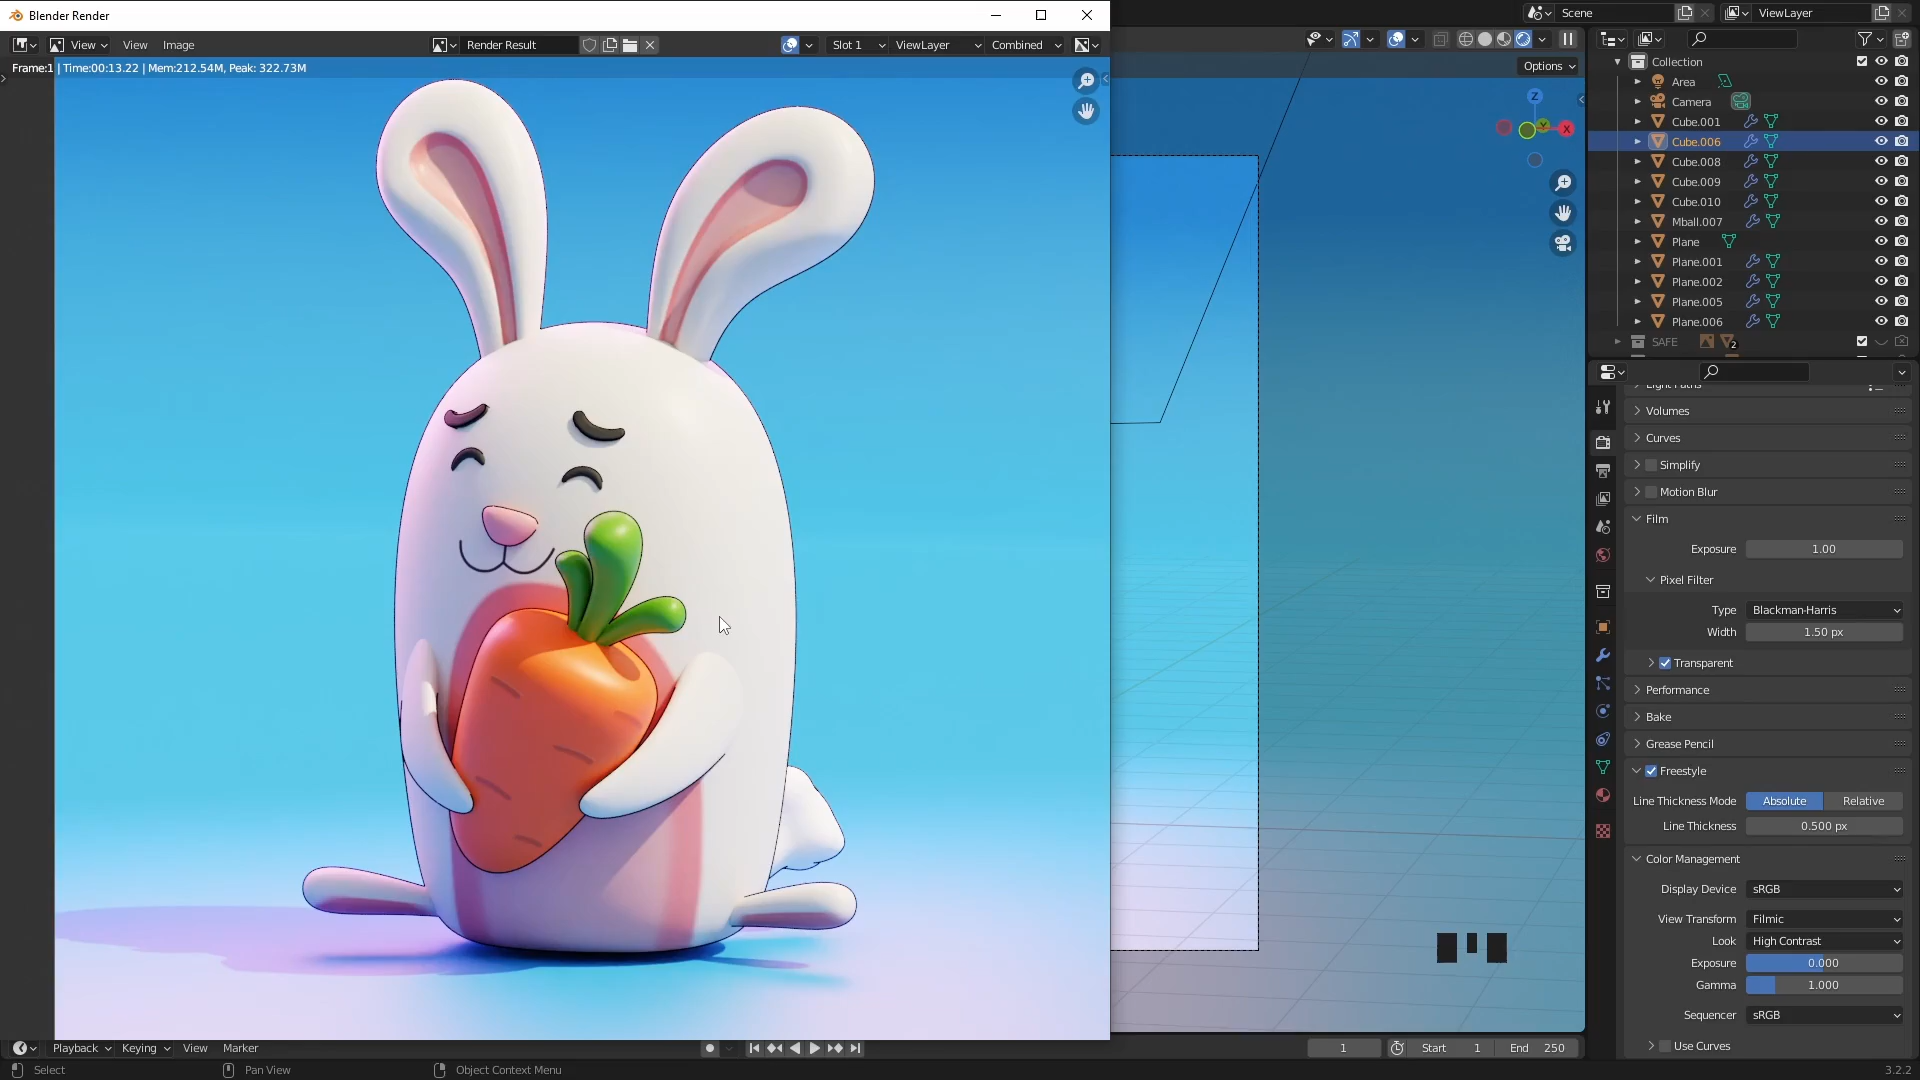 Blender Render
Scene
ViewLayer
View
View
Image
Render Result
Slot 1
ViewLayer
Combined
Frame:1 | Time:00:13.22 | Mem:212.54M, Peak: 322.73M
Options
Z
Y
X
Collection
Area
Camera
Cube.001
Cube.006
Cube.008
Cube.009
Cube.010
Mball.007
Plane
Plane.001
Plane.002
Plane.005
Plane.006
SAFE
2
Volumes
Curves
Simplify
Motion Blur
Film
Exposure 1.00
Pixel Filter
Type Blackman-Harris
Width 1.50 px
Transparent
Performance
Bake
Grease Pencil
Freestyle
Line Thickness Mode Absolute Relative
Line Thickness 0.500 px
Color Management
Display Device sRGB
View Transform Filmic
Look High Contrast
Exposure 0.000
Gamma 1.000
Sequencer sRGB
Use Curves
Playback
Keying
View
Marker
1
Start 1
End 250
Select
Pan View
Object Context Menu
3.2.2